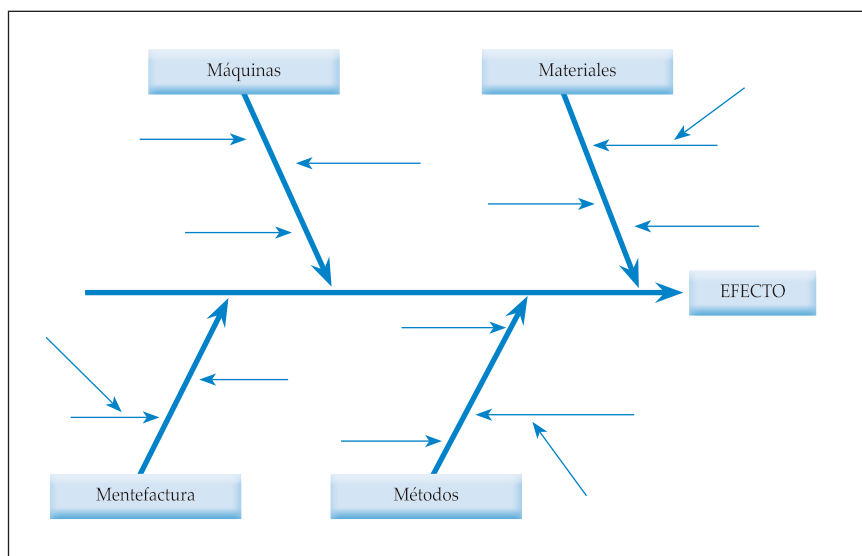 Máquinas
Materiales
EFECTO
Mentefactura
Métodos